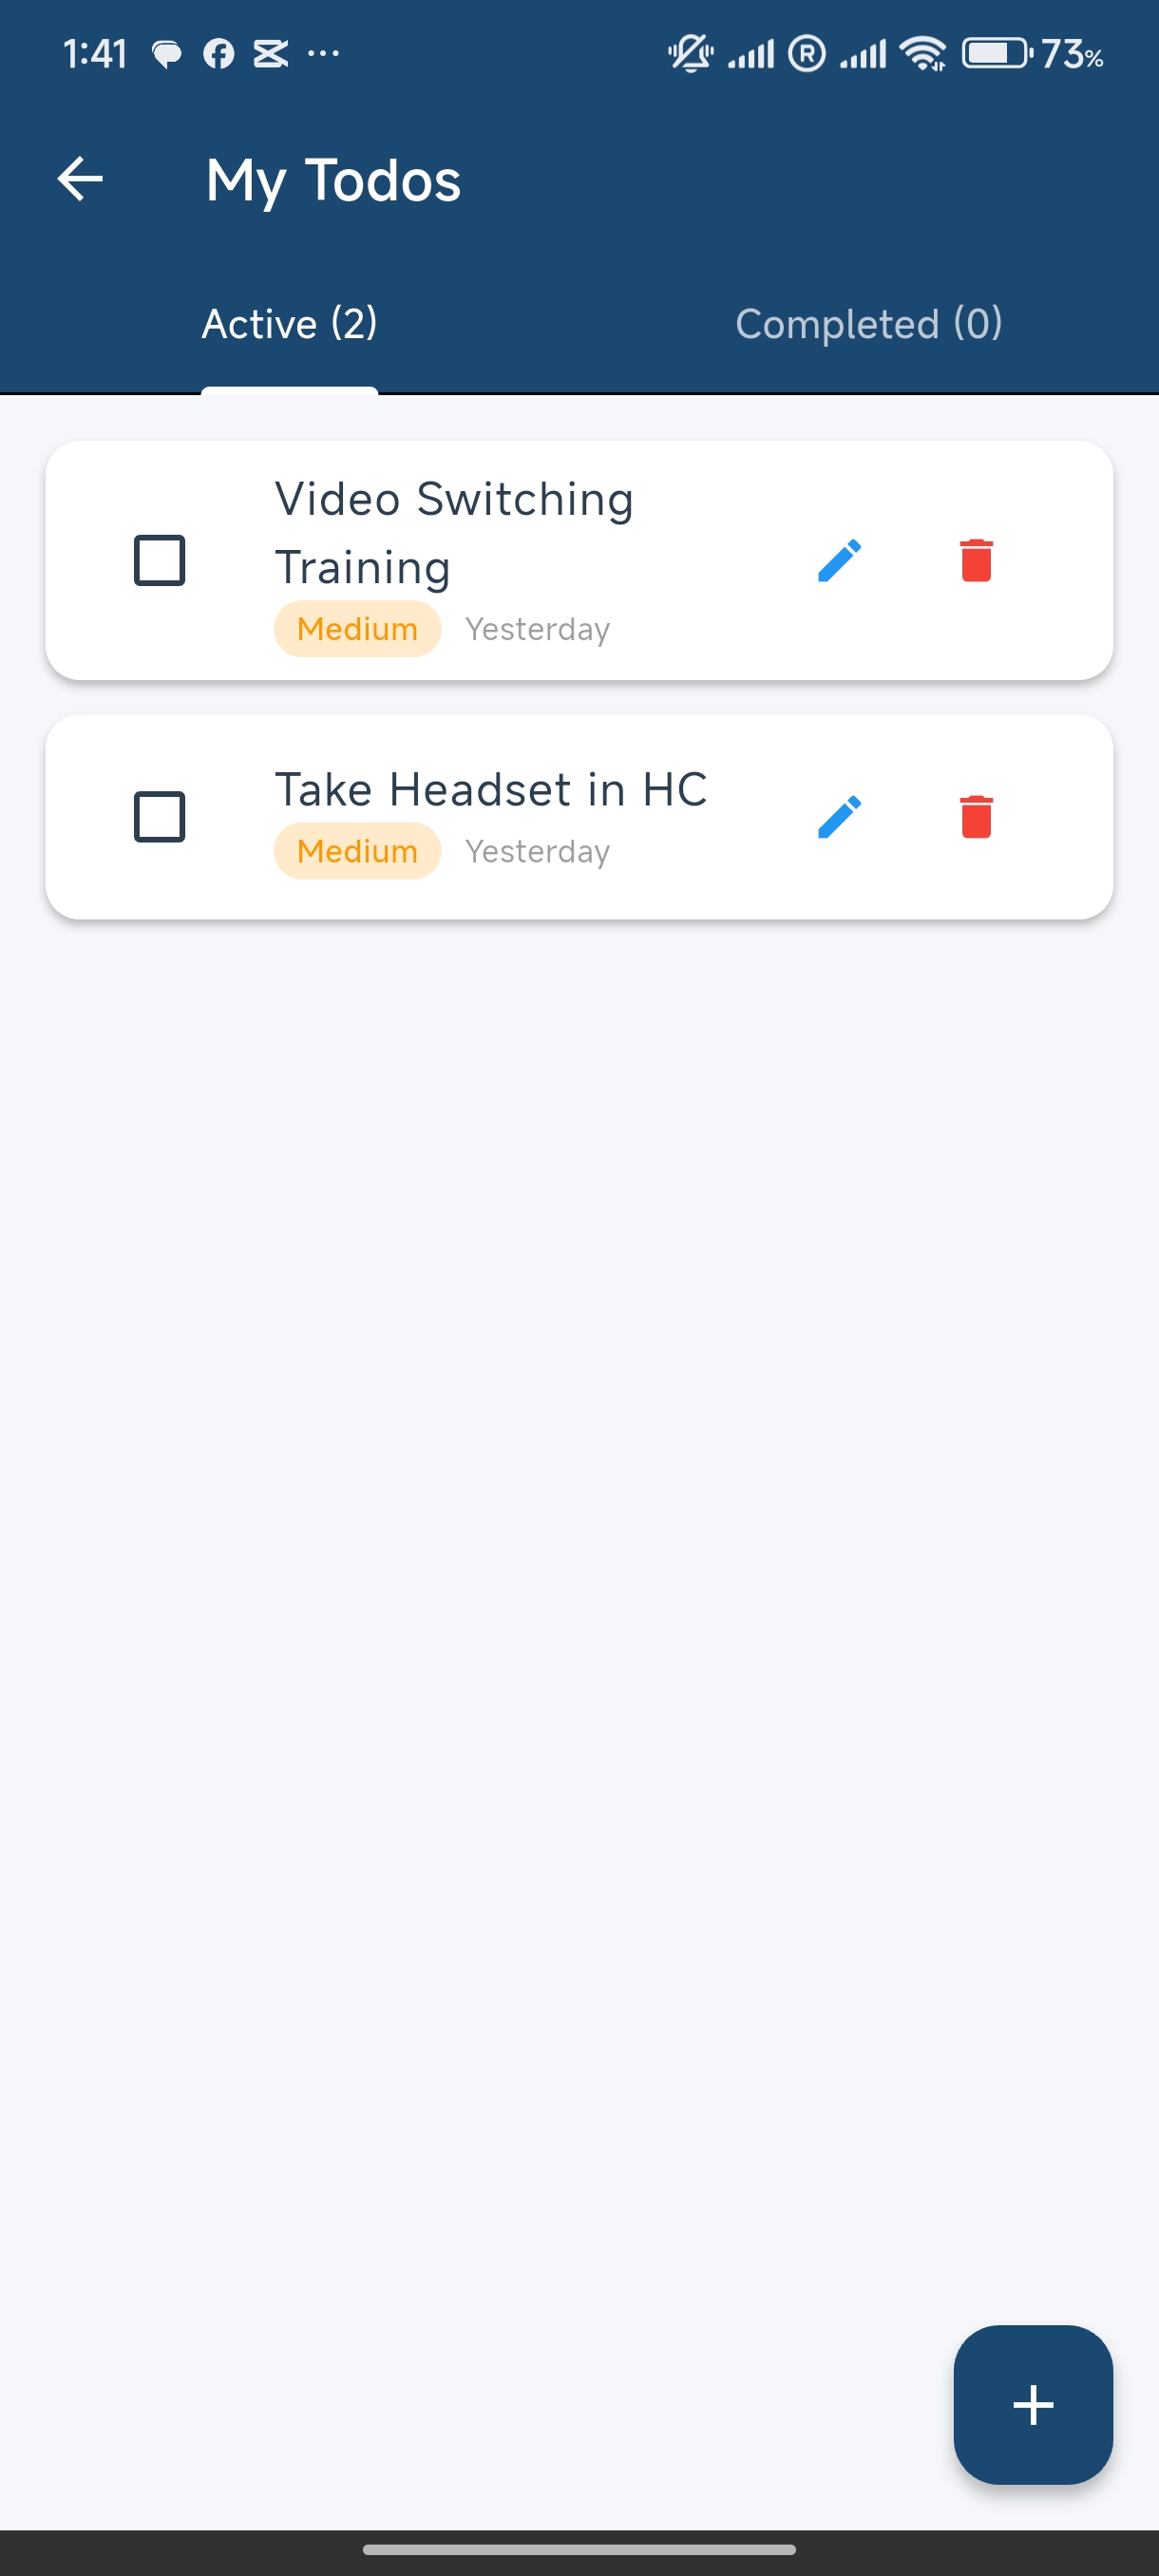 1:41 ... 73%
My Todos
Active (2) Completed (0)
Video Switching
Training
Medium Yesterday
Take Headset in HC
Medium Yesterday